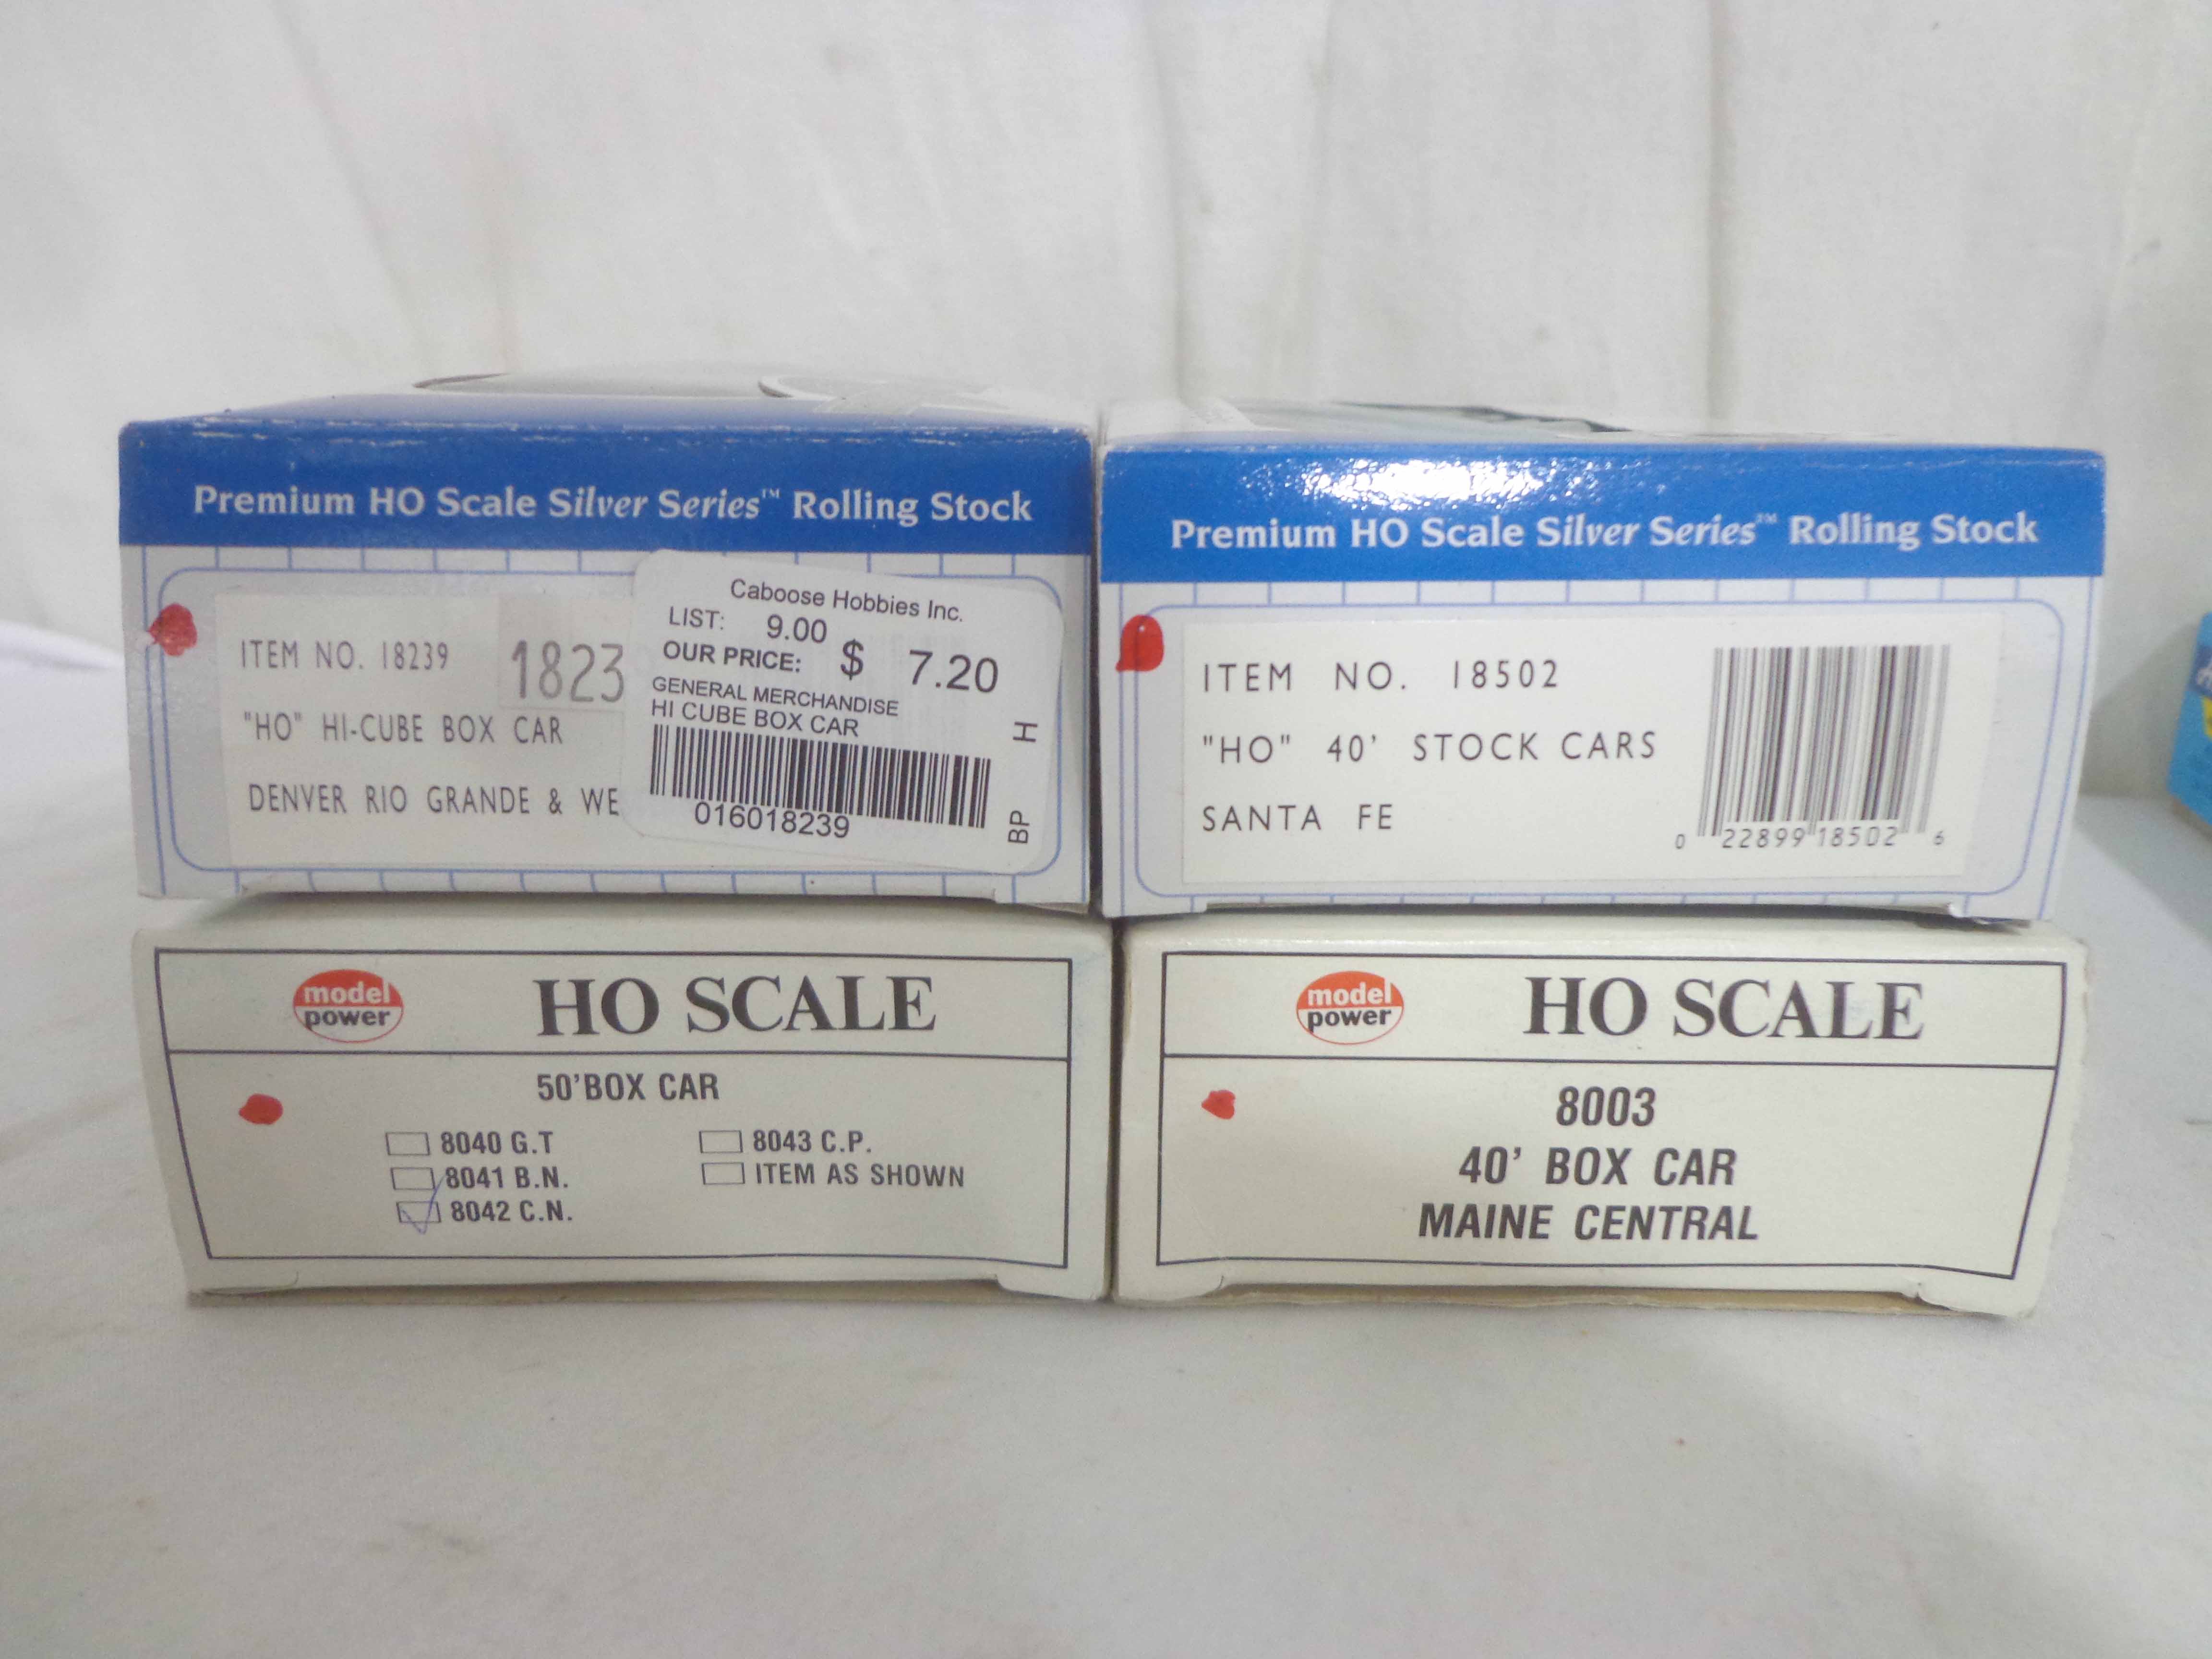 Premium HO Scale Silver Series™ Rolling Stock
ITEM NO. 18239
1823
"HO" HI-CUBE BOX CAR
DENVER RIO GRANDE & WE
Caboose Hobbies Inc.
LIST: 9.00
OUR PRICE: $ 7.20
GENERAL MERCHANDISE
HI CUBE BOX CAR
016018239
H
BP
Premium HO Scale Silver Series™ Rolling Stock
ITEM NO. 18502
"HO" 40' STOCK CARS
SANTA FE
0 22899 18502 6
model power
HO SCALE
50'BOX CAR
8040 G.T
8041 B.N.
8042 C.N.
8043 C.P.
ITEM AS SHOWN
model power
HO SCALE
8003
40' BOX CAR
MAINE CENTRAL